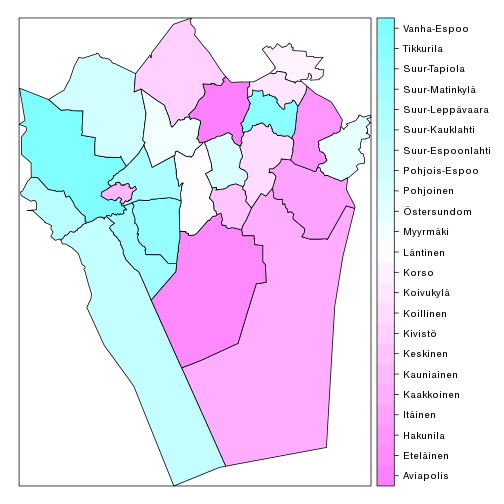 Vanha-Espoo
Tikkurila
Suur-Tapiola
Suur-Matinkylä
Suur-Leppävaara
Suur-Kauklahti
Suur-Espoonlahti
Pohjois-Espoo
Pohjoinen
Östersundom
Myyrmäki
Läntinen
Korso
Koivukylä
Koillinen
Kivistö
Keskinen
Kauniainen
Kaakkoinen
Itäinen
Hakunila
Eteläinen
Aviapolis